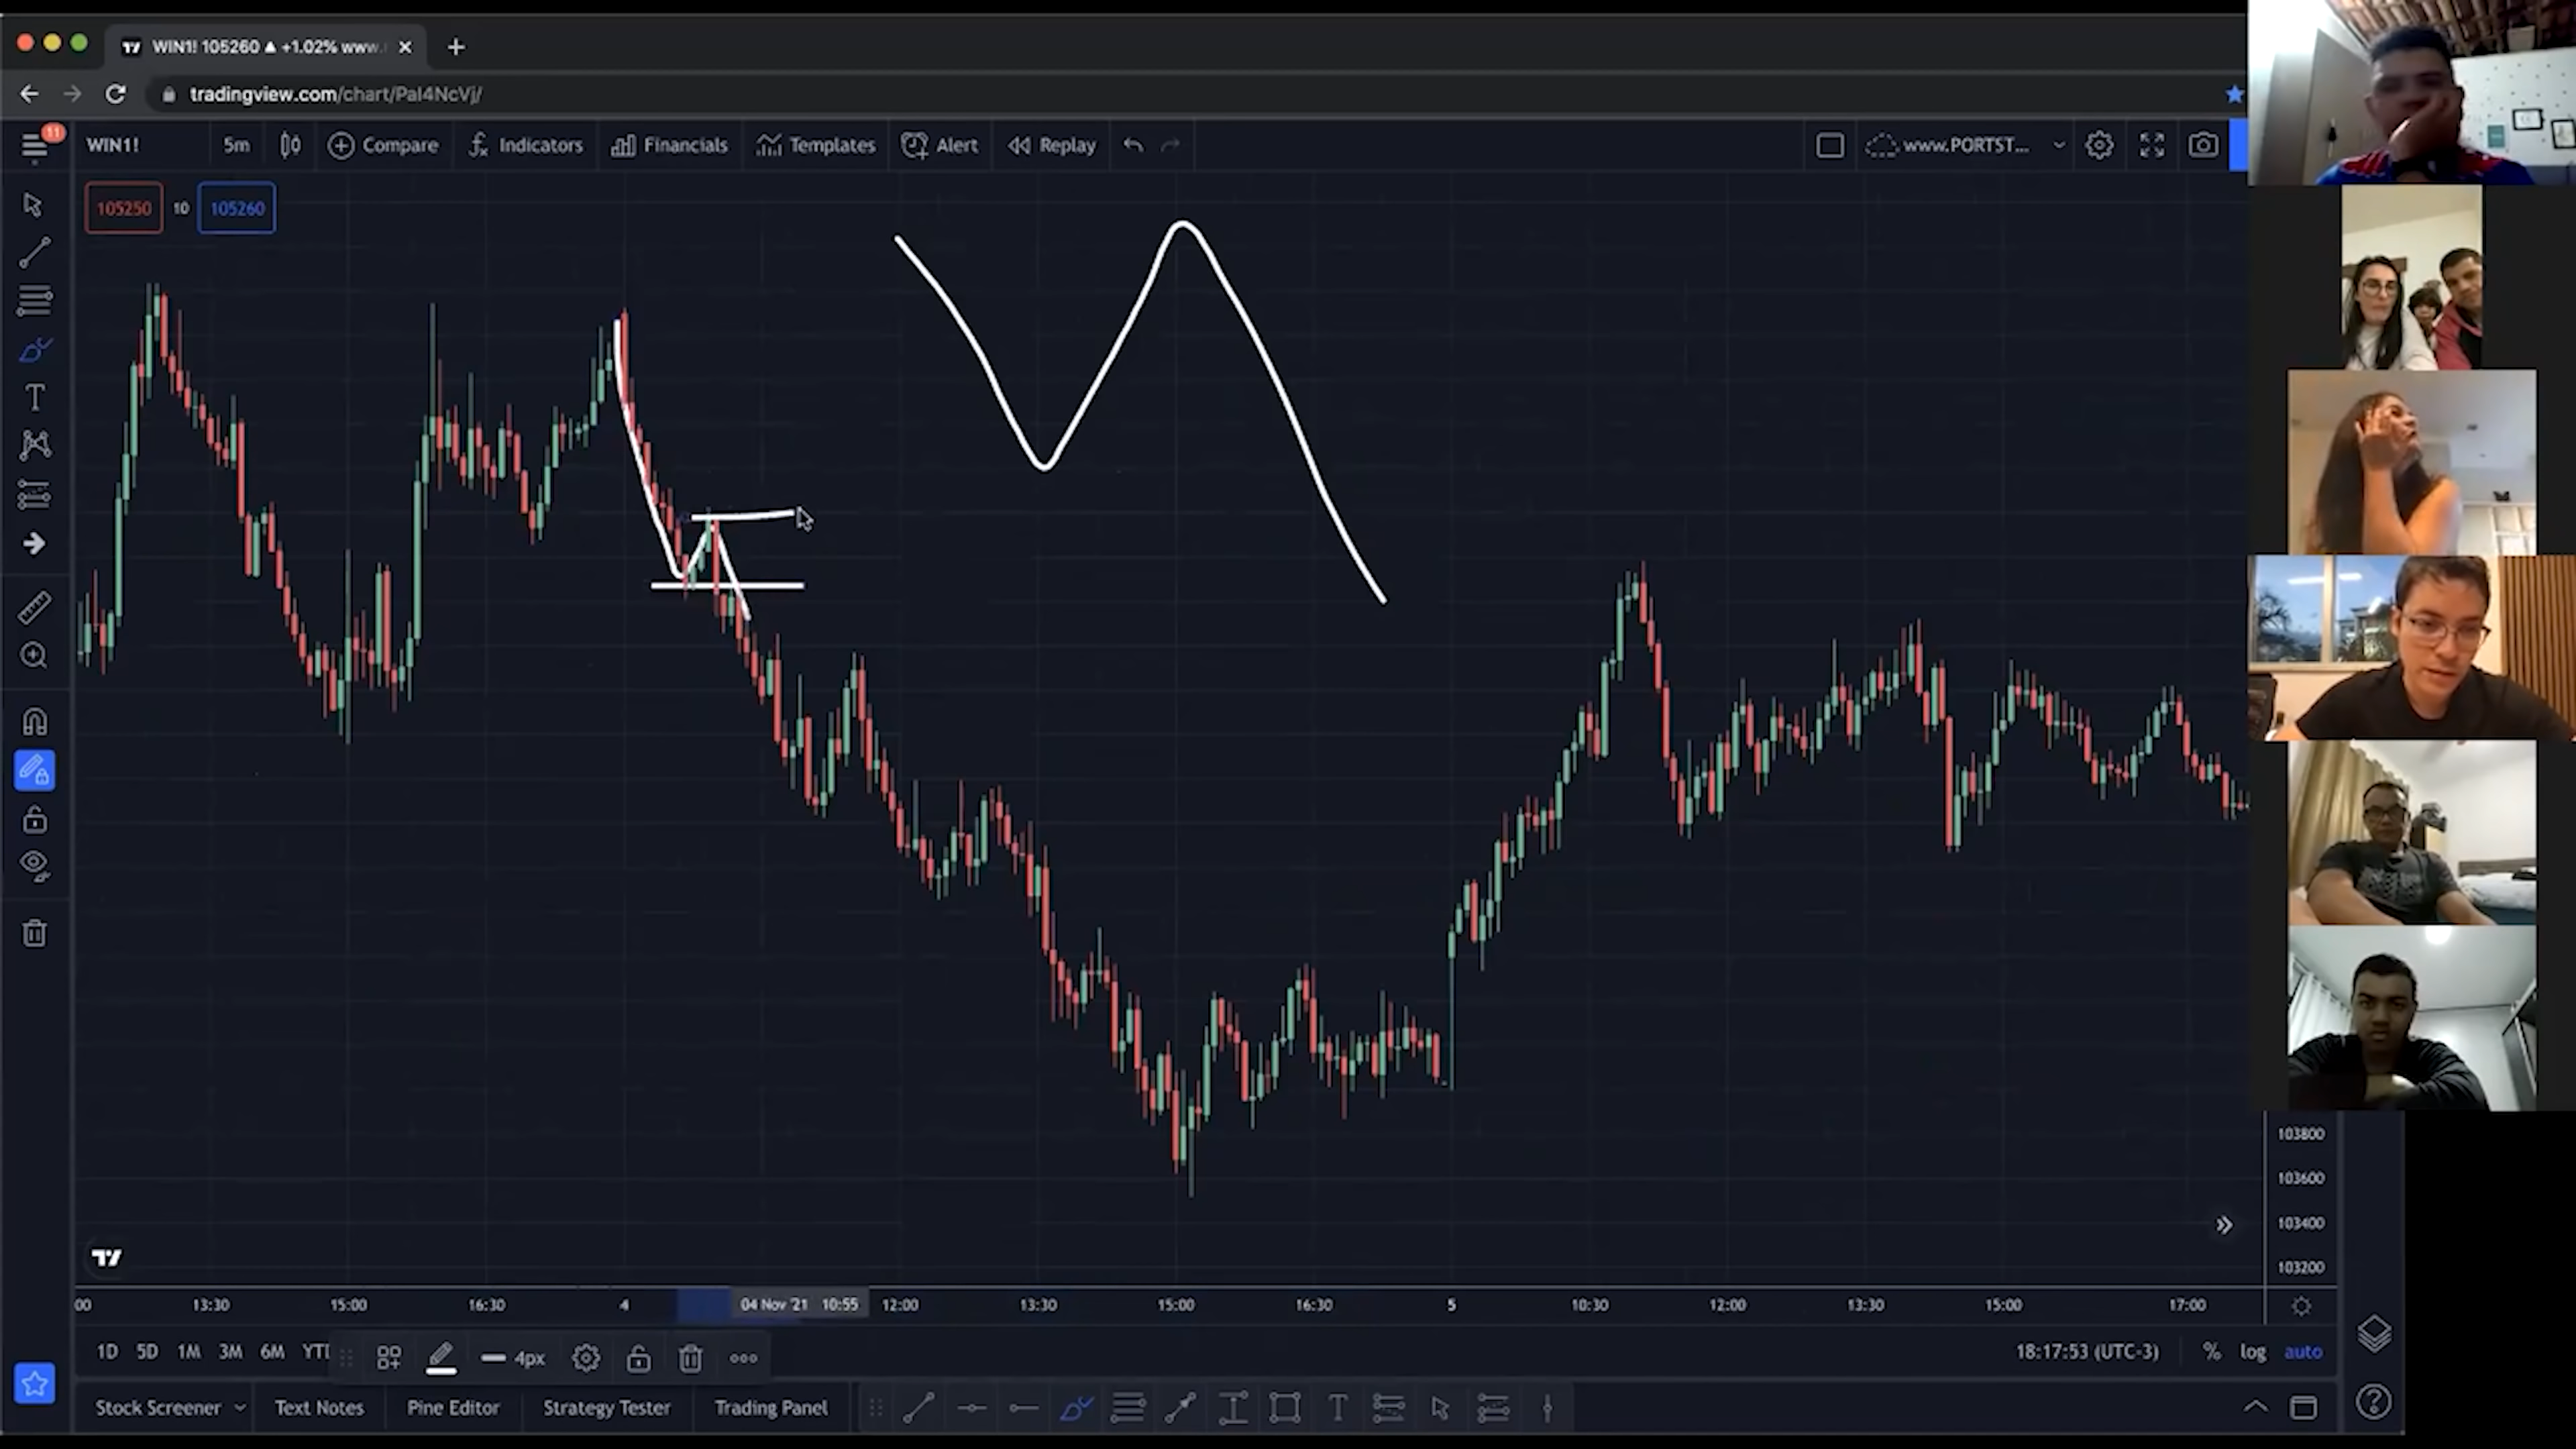 WIN1! 105260 ▲ +1.02% www.
tradingview.com/chart/Pal4NcVj/
11
WIN1! 5m Compare Indicators Financials Templates Alert Replay www.PORTST...
105250 10 105260
103800
103600
103400
103200
00 13:30 15:00 16:30 4 04 Nov '21 10:55 12:00 13:30 15:00 16:30 5 10:30 12:00 13:30 15:00 17:00
1D 5D 1M 3M 6M YTD 4px 18:17:53 (UTC-3) % log auto
Stock Screener Text Notes Pine Editor Strategy Tester Trading Panel